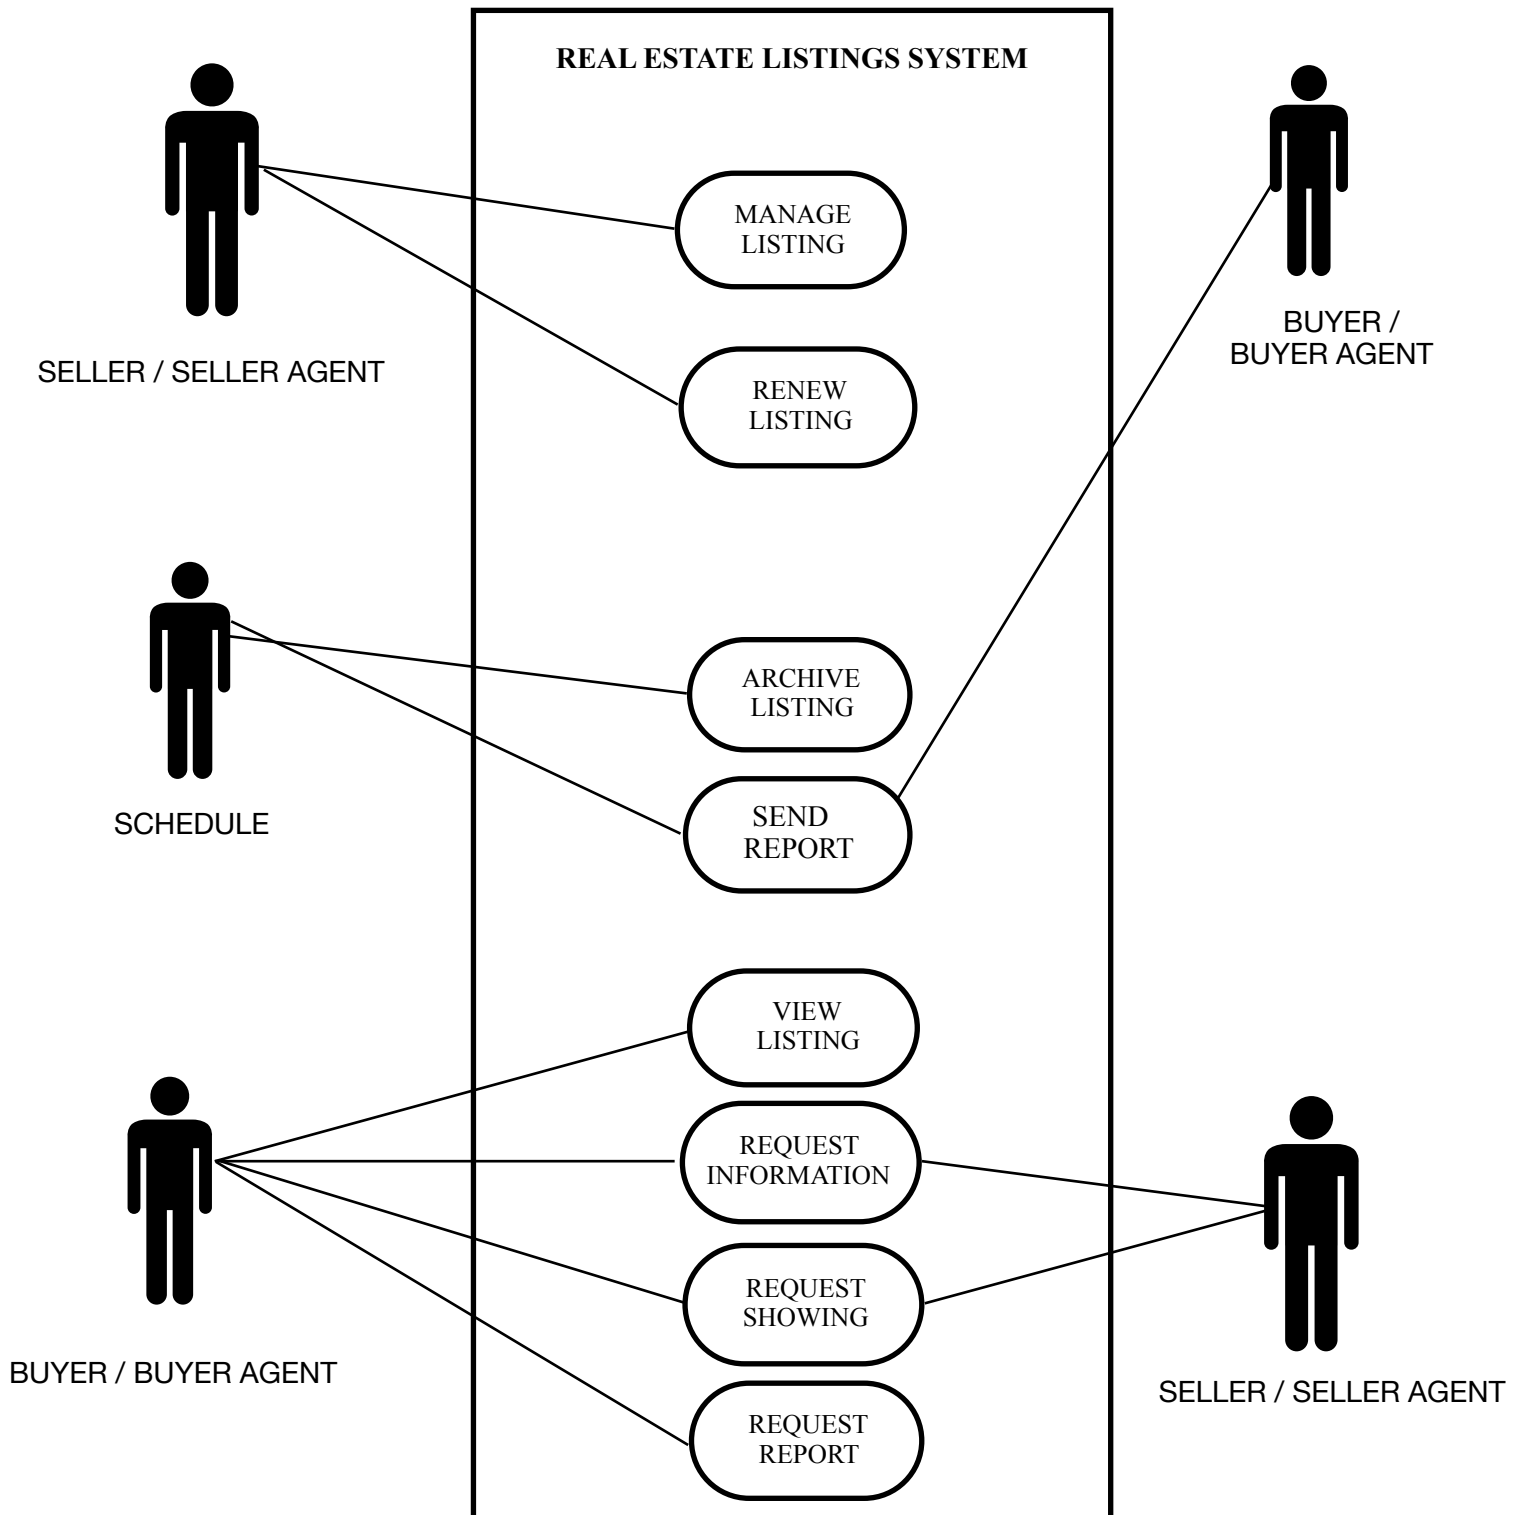 REAL ESTATE LISTINGS SYSTEM
MANAGE
LISTING
SELLER / SELLER AGENT
BUYER /
BUYER AGENT
RENEW
LISTING
ARCHIVE
LISTING
SCHEDULE
SEND
REPORT
VIEW
LISTING
REQUEST
INFORMATION
REQUEST
SHOWING
BUYER / BUYER AGENT
SELLER / SELLER AGENT
REQUEST
REPORT